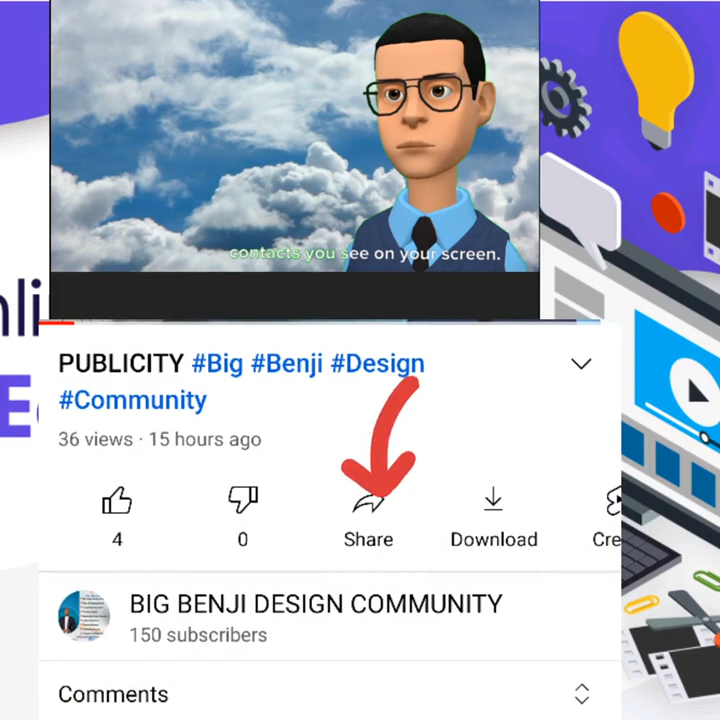 contacts you see on your screen.
PUBLICITY #Big #Benji #Design
#Community
36 views · 15 hours ago
4
0
Share
Download
BIG BENJI DESIGN COMMUNITY
150 subscribers
Comments